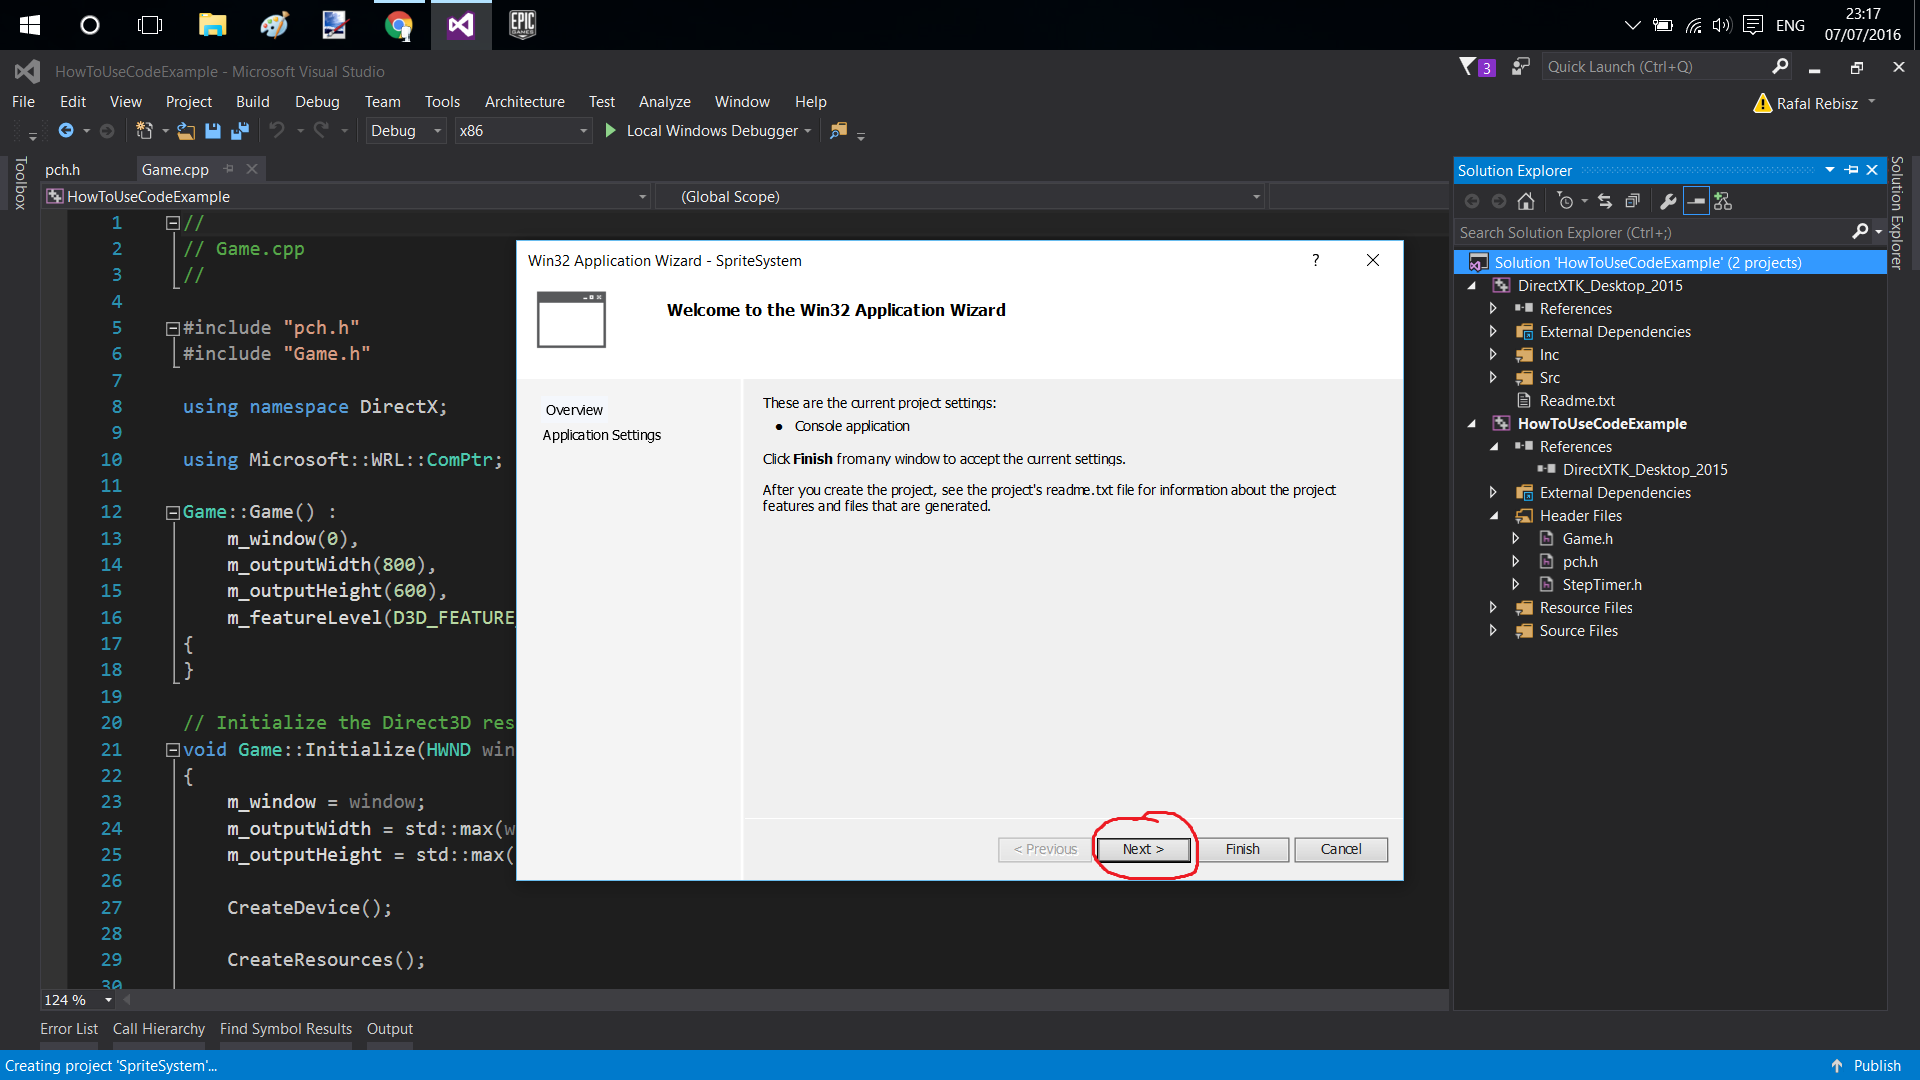 EPIC
GAMES
ENG
23:17
07/07/2016
HowToUseCodeExample - Microsoft Visual Studio
3
Quick Launch (Ctrl+Q)
File Edit View Project Build Debug Team Tools Architecture Test Analyze Window Help
Rafal Rebisz
Debug x86 Local Windows Debugger
Toolbox
pch.h Game.cpp
HowToUseCodeExample (Global Scope)
1 //
2 // Game.cpp
3 //
4
5 #include "pch.h"
6 #include "Game.h"
7
8 using namespace DirectX;
9
10 using Microsoft::WRL::ComPtr;
11
12 Game::Game() :
13 m_window(0),
14 m_outputWidth(800),
15 m_outputHeight(600),
16 m_featureLevel(D3D_FEATURE_
17 {
18 }
19
20 // Initialize the Direct3D res
21 void Game::Initialize(HWND win
22 {
23 m_window = window;
24 m_outputWidth = std::max(w
25 m_outputHeight = std::max(
26
27 CreateDevice();
28
29 CreateResources();
30
124 %
Win32 Application Wizard - SpriteSystem
?
Welcome to the Win32 Application Wizard
Overview
Application Settings
These are the current project settings:
• Console application
Click Finish from any window to accept the current settings.
After you create the project, see the project's readme.txt file for information about the project
features and files that are generated.
< Previous Next > Finish Cancel
Solution Explorer
Search Solution Explorer (Ctrl+;)
Solution 'HowToUseCodeExample' (2 projects)
DirectXTK_Desktop_2015
References
External Dependencies
Inc
Src
Readme.txt
HowToUseCodeExample
References
DirectXTK_Desktop_2015
External Dependencies
Header Files
Game.h
pch.h
StepTimer.h
Resource Files
Source Files
Solution Explorer
Error List Call Hierarchy Find Symbol Results Output
Creating project 'SpriteSystem'...
Publish